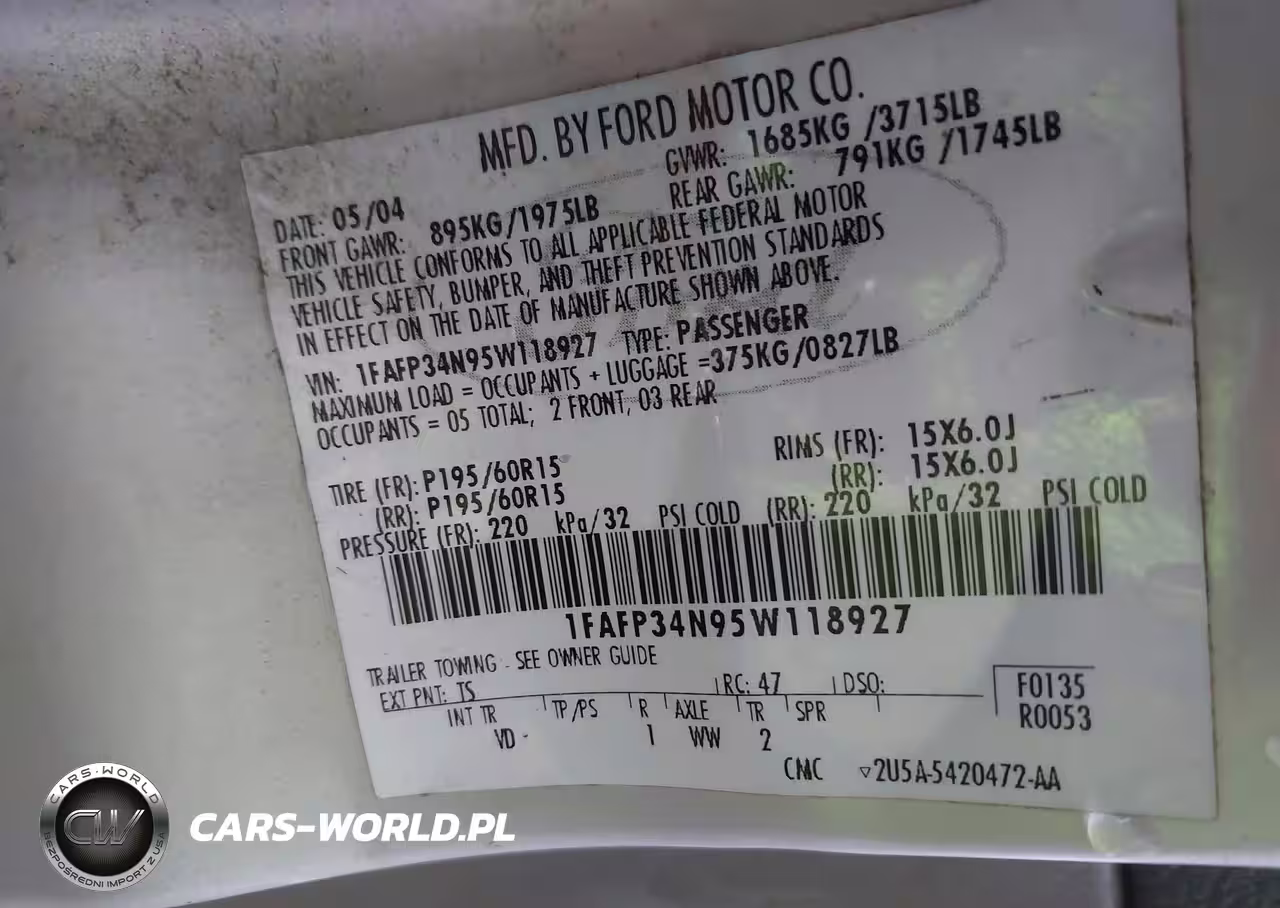 MFD. BY FORD MOTOR CO.
DATE: 05/04 GVWR: 1685KG /3715LB
FRONT GAWR: 895KG/1975LB REAR GAWR: 791KG /1745LB
THIS VEHICLE CONFORMS TO ALL APPLICABLE FEDERAL MOTOR
VEHICLE SAFETY, BUMPER, AND THEFT PREVENTION STANDARDS
IN EFFECT ON THE DATE OF MANUFACTURE SHOWN ABOVE.
VIN: 1FAFP34N95W118927 TYPE: PASSENGER
MAXIMUM LOAD = OCCUPANTS + LUGGAGE =375KG/0827LB
OCCUPANTS = 05 TOTAL; 2 FRONT, 03 REAR
TIRE (FR): P195/60R15 RIMS (FR): 15X6.0J
(RR): P195/60R15 (RR): 15X6.0J
PRESSURE (FR): 220 kPa/32 PSI COLD (RR): 220 kPa/32 PSI COLD
1FAFP34N95W118927
TRAILER TOWING - SEE OWNER GUIDE
EXT PNT: TS RC: 47 DSO: F0135
INT TR TP/PS R AXLE TR SPR R0053
VD - 1 WW 2
CMC ▽2U5A-5420472-AA
CARS-WORLD
CW
BEZPOŚREDNI IMPORT Z USA
CARS-WORLD.PL